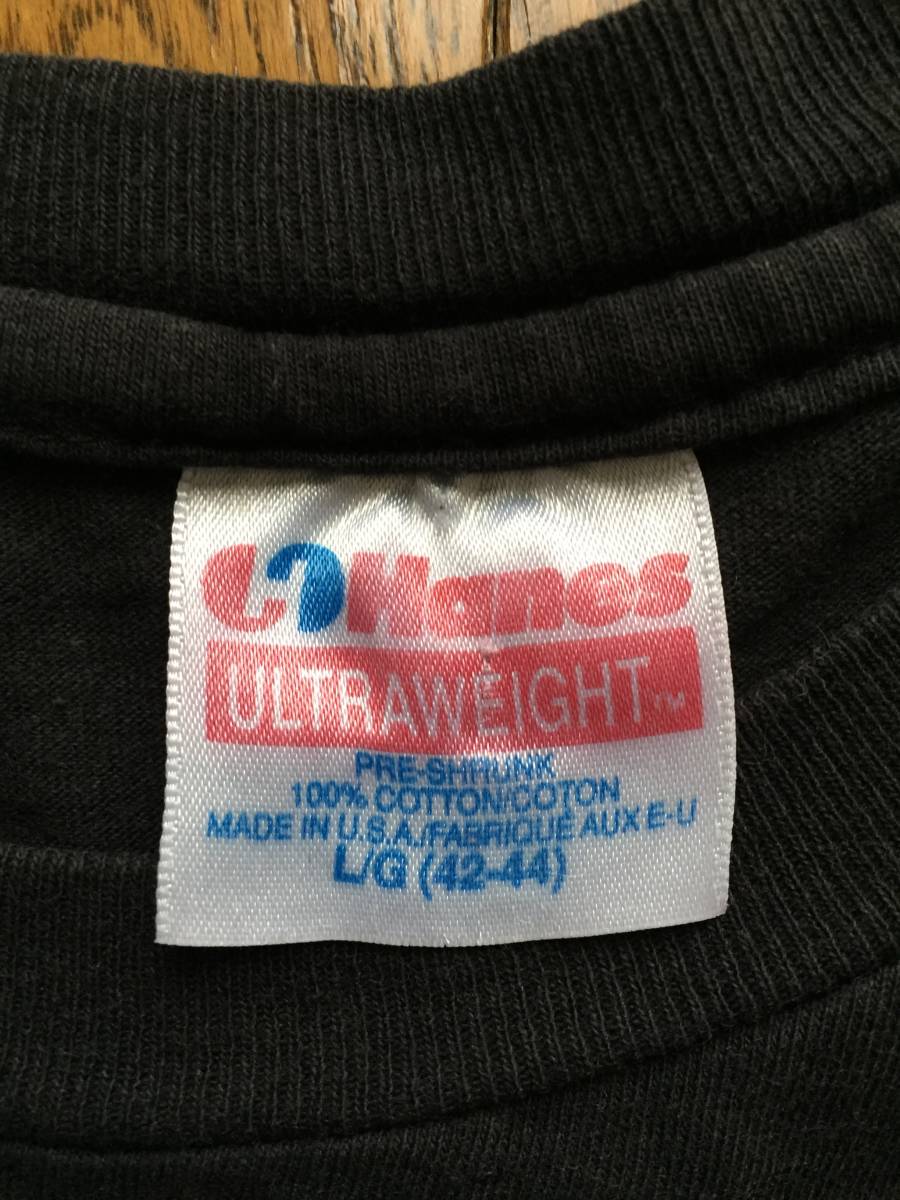 Hanes
ULTRAWEIGHT™
PRE-SHRUNK
100% COTTON/COTON
MADE IN U.S.A./FABRIQUÉ AUX E-U
L/G (42-44)